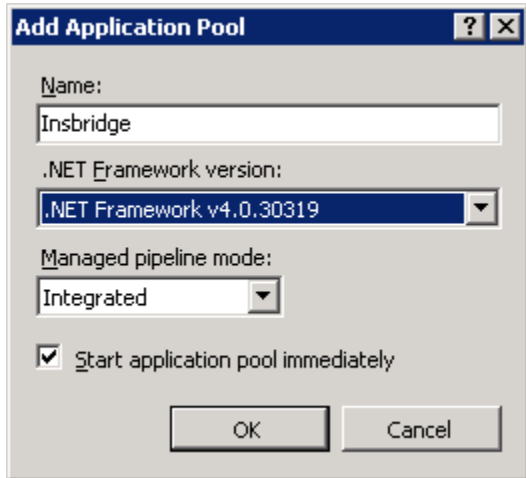 Add Application Pool
Name:
Insbridge
.NET Framework version:
.NET Framework v4.0.30319
Managed pipeline mode:
Integrated
Start application pool immediately
OK Cancel